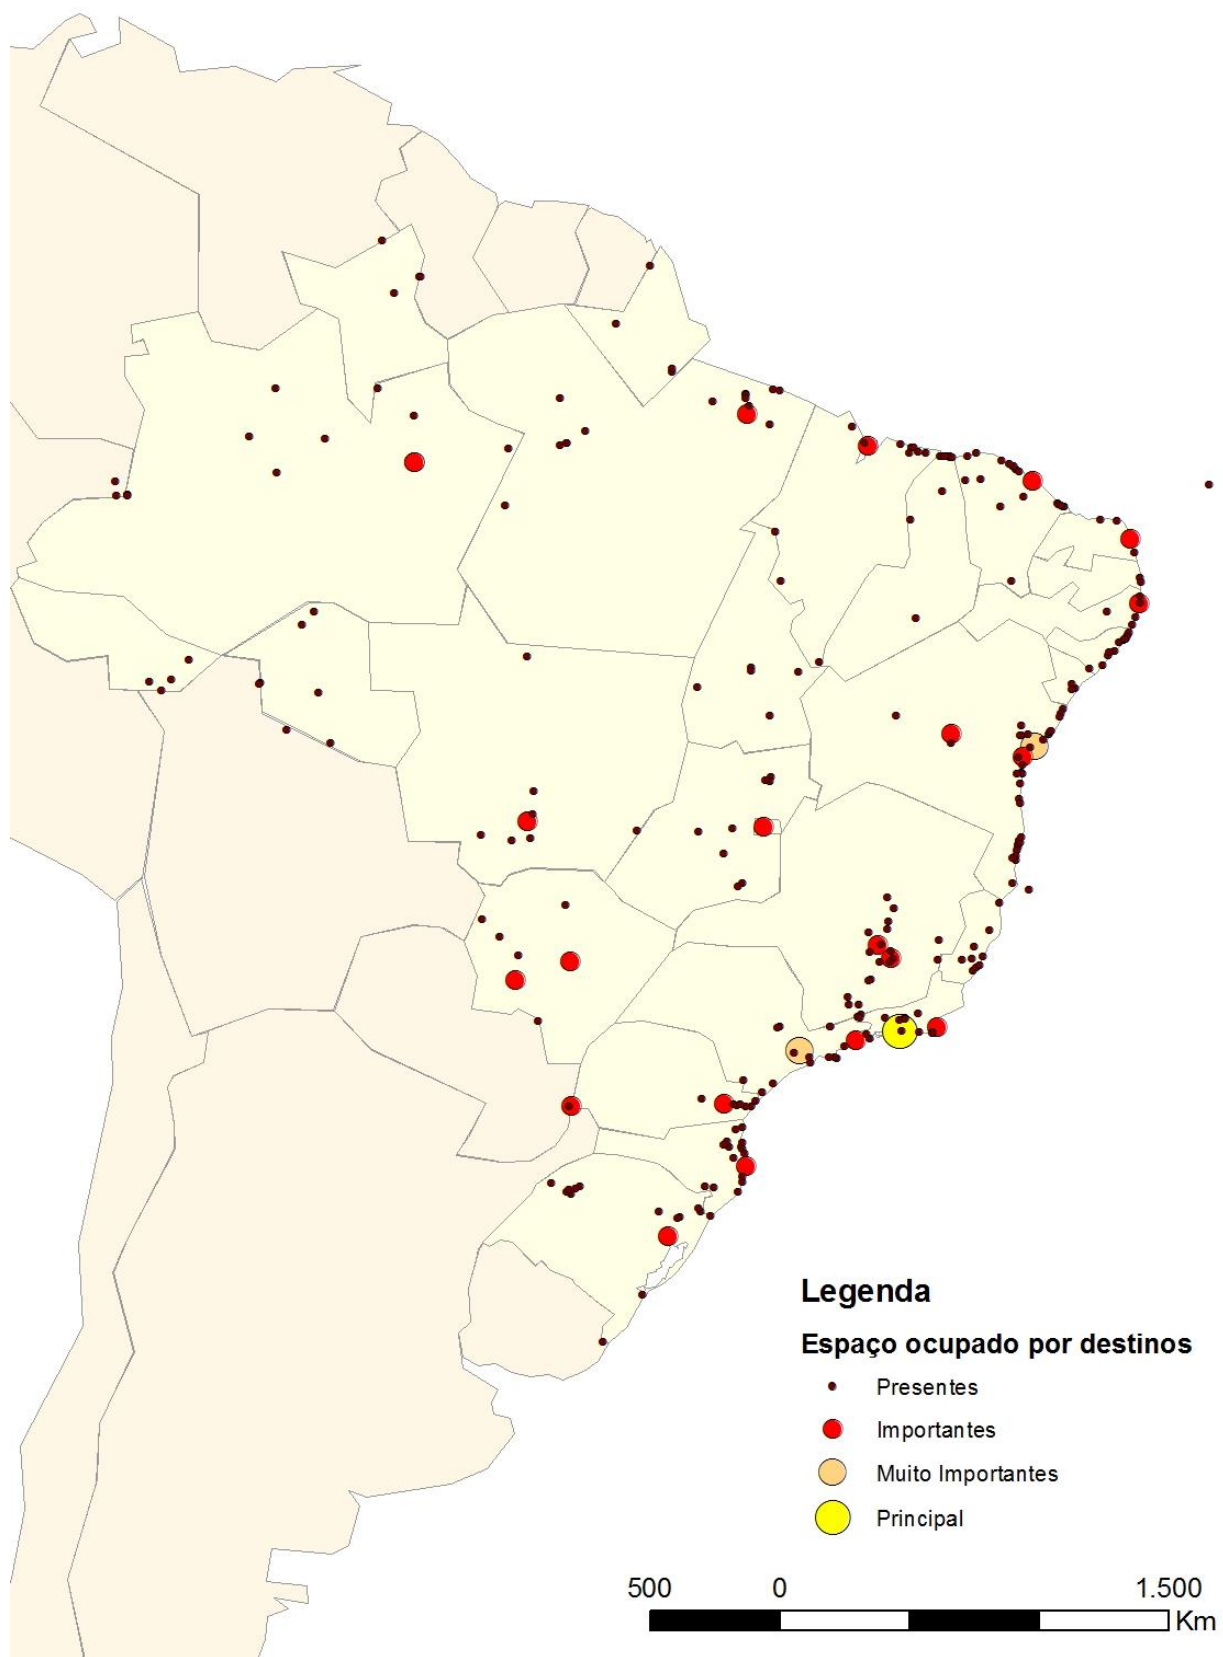 Legenda
Espaço ocupado por destinos
Presentes
Importantes
Muito Importantes
Principal
500 0 1.500
Km